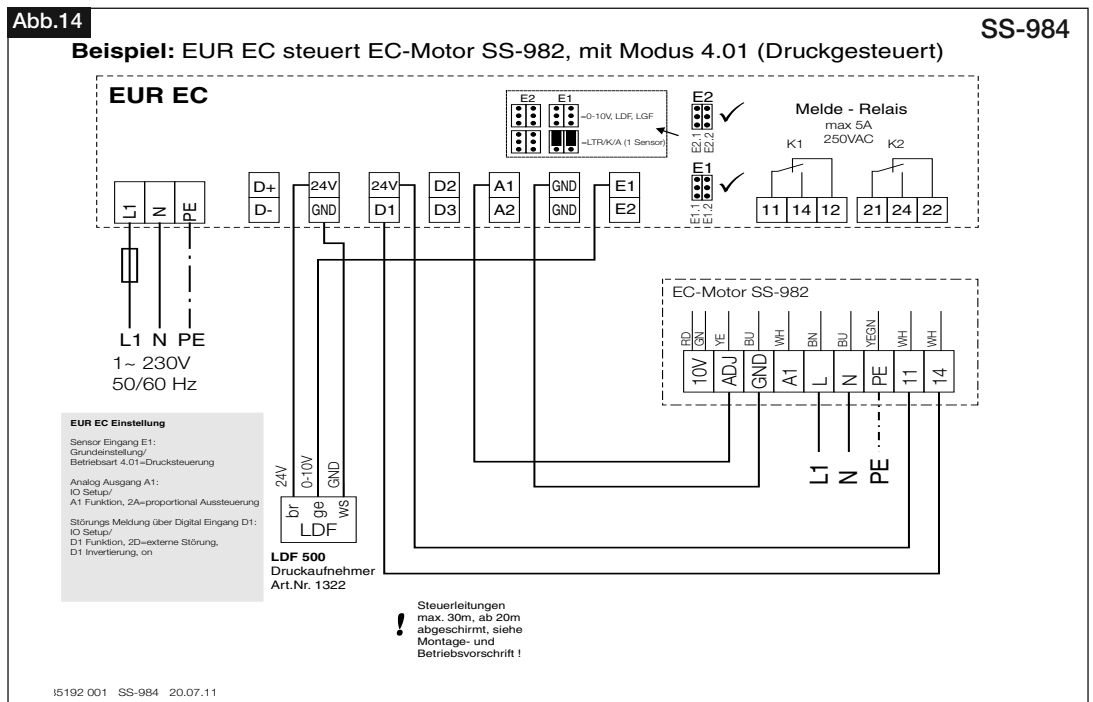 Abb.14
SS-984
Beispiel: EUR EC steuert EC-Motor SS-982, mit Modus 4.01 (Druckgesteuert)
EUR EC
E2 E1
=0-10V, LDF, LGF
=LTR/K/A (1 Sensor)
E2
E2.1
E2.2
E1
E1.1
E1.2
Melde - Relais
max 5A
250VAC
K1 K2
11 14 12 21 24 22
L1 N PE
D+ 24V 24V D2 A1 GND E1
D- GND D1 D3 A2 GND E2
L1 N PE
1~ 230V
50/60 Hz
EC-Motor SS-982
RD GN YE BU WH BN BU YEGN WH WH
10V ADJ GND A1 L N PE 11 14
L1 N PE
EUR EC Einstellung
Sensor Eingang E1:
Grundeinstellung/
Betriebsart 4.01=Drucksteuerung
Analog Ausgang A1:
IO Setup/
A1 Funktion, 2A=proportional Aussteuerung
Störungs Meldung über Digital Eingang D1:
IO Setup/
D1 Funktion, 2D=externe Störung,
D1 Invertierung, on
24V 0-10V GND
br ge ws
LDF
LDF 500
Druckaufnehmer
Art.Nr. 1322
! Steuerleitungen
max. 30m, ab 20m
abgeschirmt, siehe
Montage- und
Betriebsvorschrift !
5192 001 SS-984 20.07.11